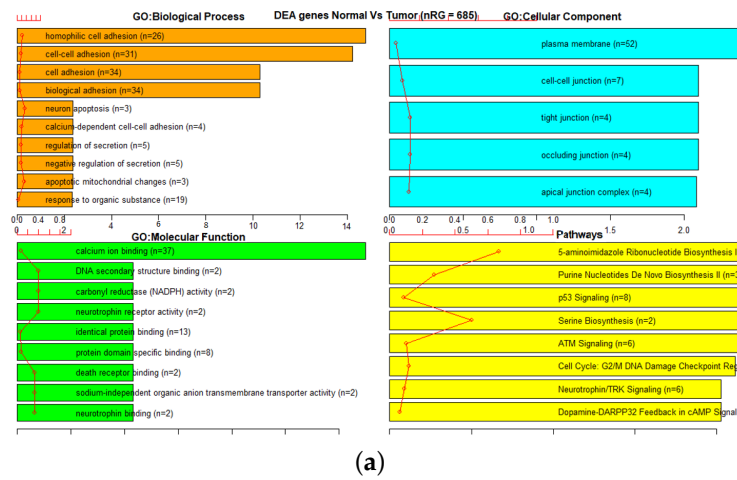 DEA genes Normal Vs Tumor (nRG = 685)
GO:Biological Process
homophilic cell adhesion (n=26)
cell-cell adhesion (n=31)
cell adhesion (n=34)
biological adhesion (n=34)
neuron apoptosis (n=3)
calcium-dependent cell-cell adhesion (n=4)
regulation of secretion (n=5)
negative regulation of secretion (n=5)
apoptotic mitochondrial changes (n=3)
response to organic substance (n=19)
0 2 4 6 8 10 12 14
GO:Cellular Component
plasma membrane (n=52)
cell-cell junction (n=7)
tight junction (n=4)
occluding junction (n=4)
apical junction complex (n=4)
0.0 0.5 1.0 1.5 2.0
GO:Molecular Function
0.0 0.4 0.8
calcium ion binding (n=37)
DNA secondary structure binding (n=2)
carbonyl reductase (NADPH) activity (n=2)
neurotrophin receptor activity (n=2)
identical protein binding (n=13)
protein domain specific binding (n=8)
death receptor binding (n=2)
sodium-independent organic anion transmembrane transporter activity (n=2)
neurotrophin binding (n=2)
Pathways
0.0 0.2 0.4 0.6 0.8 1.0
5-aminoimidazole Ribonucleotide Biosynthesis I
Purine Nucleotides De Novo Biosynthesis II (n=3
p53 Signaling (n=8)
Serine Biosynthesis (n=2)
ATM Signaling (n=6)
Cell Cycle: G2/M DNA Damage Checkpoint Reg
Neurotrophin/TRK Signaling (n=6)
Dopamine-DARPP32 Feedback in cAMP Signal
(a)